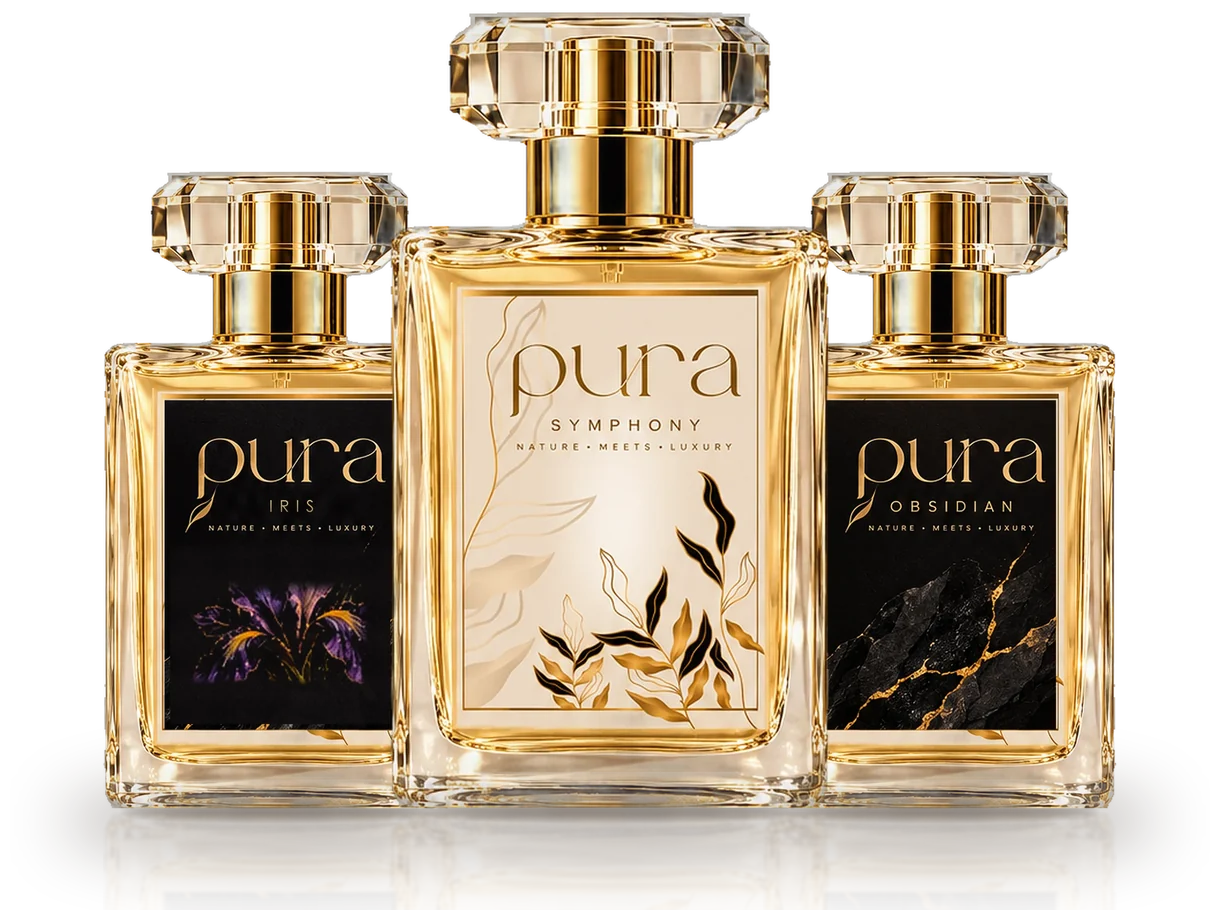 pura
IRIS
NATURE • MEETS • LUXURY
pura
SYMPHONY
NATURE • MEETS • LUXURY
pura
OBSIDIAN
NATURE • MEETS • LUXURY